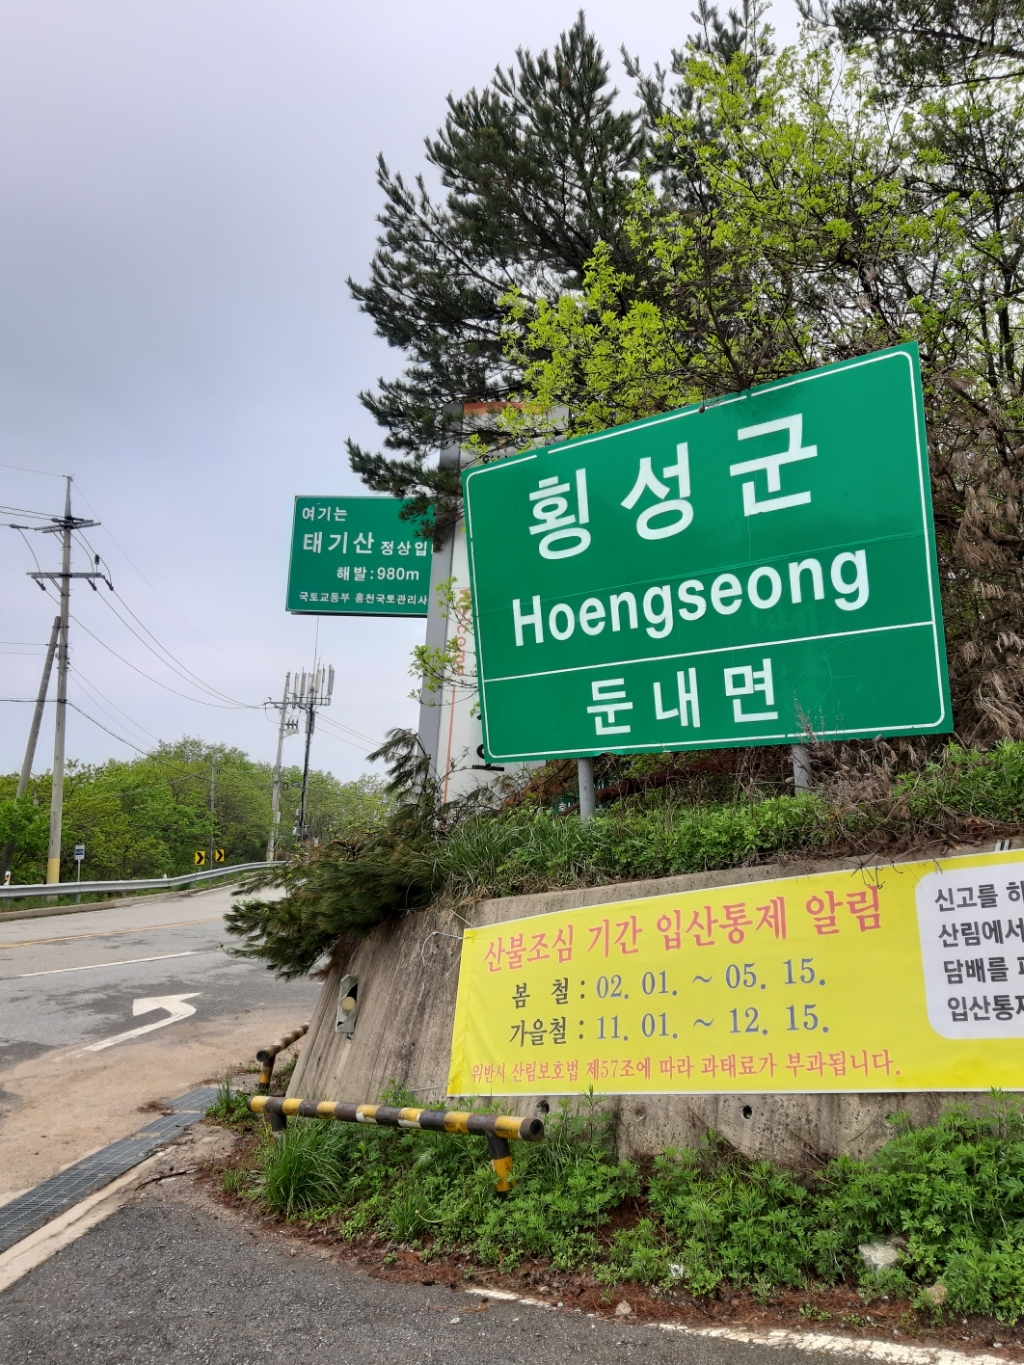 여기는
태기산 정상입
해발:980m
국토교통부 홍천국토관리사
횡성군
Hoengseong
둔내면
산불조심 기간 입산통제 알림
봄 철 : 02. 01. ~ 05. 15.
가을철 : 11. 01. ~ 12. 15.
위반시 산림보호법 제57조에 따라 과태료가 부과됩니다.
신고를 하
산림에서
담배를 피
입산통제